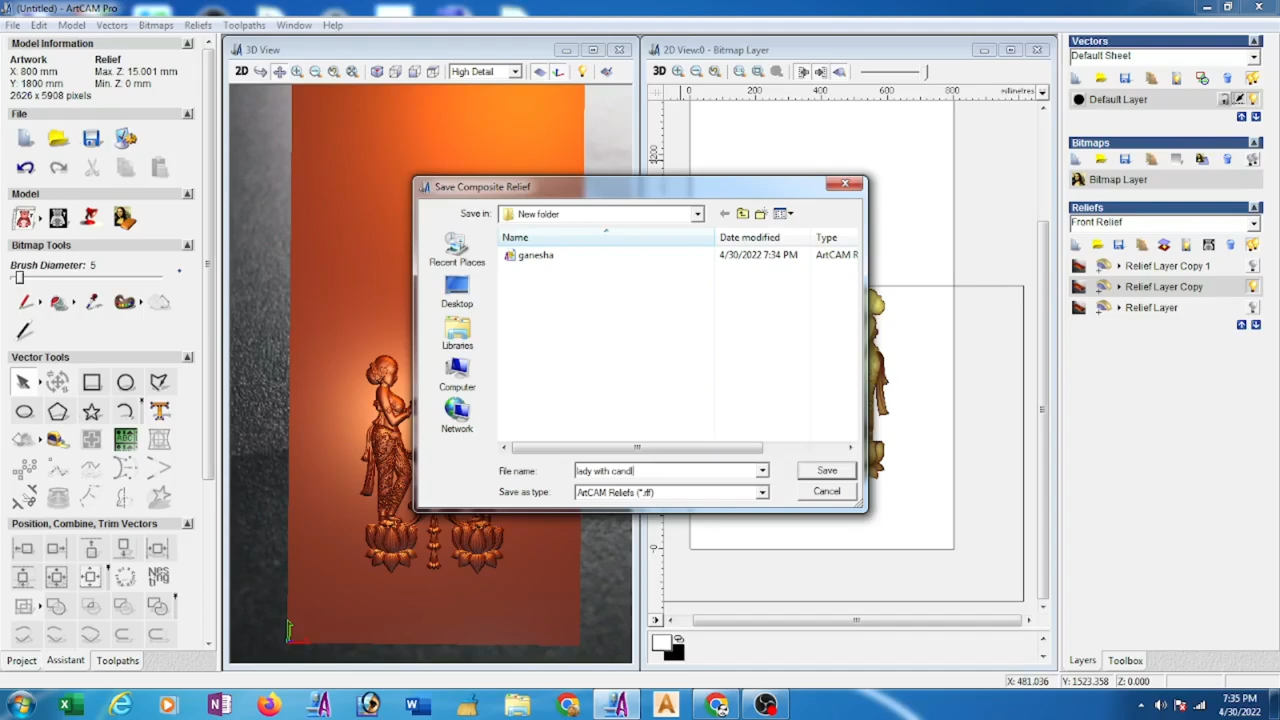 (Untitled) - ArtCAM Pro
File Edit Model Vectors Bitmaps Reliefs Toolpaths Window Help
Model Information
Artwork Relief
X: 800 mm Max. Z: 15.001 mm
Y: 1800 mm Min. Z: 0 mm
2626 x 5908 pixels
File
Model
Bitmap Tools
Brush Diameter: 5
Vector Tools
Position, Combine, Trim Vectors
Project Assistant Toolpaths
3D View
2D High Detail
2D View:0 - Bitmap Layer
3D
0 200 400 600 800 millimetres
1200
0
Save Composite Relief
Save in: New folder
Name Date modified Type
ganesha 4/30/2022 7:34 PM ArtCAM R
Recent Places
Desktop
Libraries
Computer
Network
File name: lady with candl Save
Save as type: ArtCAM Reliefs (*.rlf) Cancel
Vectors
Default Sheet
Default Layer
Bitmaps
Bitmap Layer
Reliefs
Front Relief
Relief Layer Copy 1
Relief Layer Copy
Relief Layer
Layers Toolbox
X: 481.036 Y: 1523.358 Z: 0.000
7:35 PM
4/30/2022